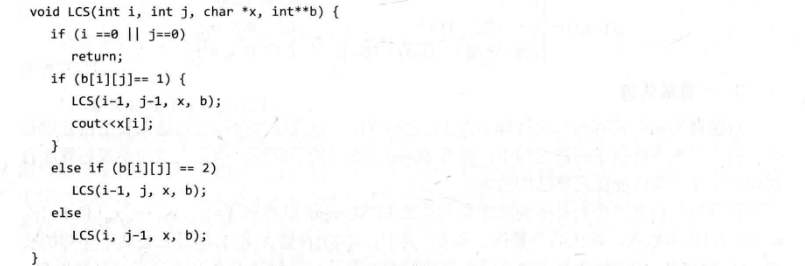 void LCS(int i, int j, char *x, int**b) {
if (i ==0 || j==0)
return;
if (b[i][j]== 1) {
LCS(i-1, j-1, x, b);
cout<<x[i];
}
else if (b[i][j] == 2)
LCS(i-1, j, x, b);
else
LCS(i, j-1, x, b);
}